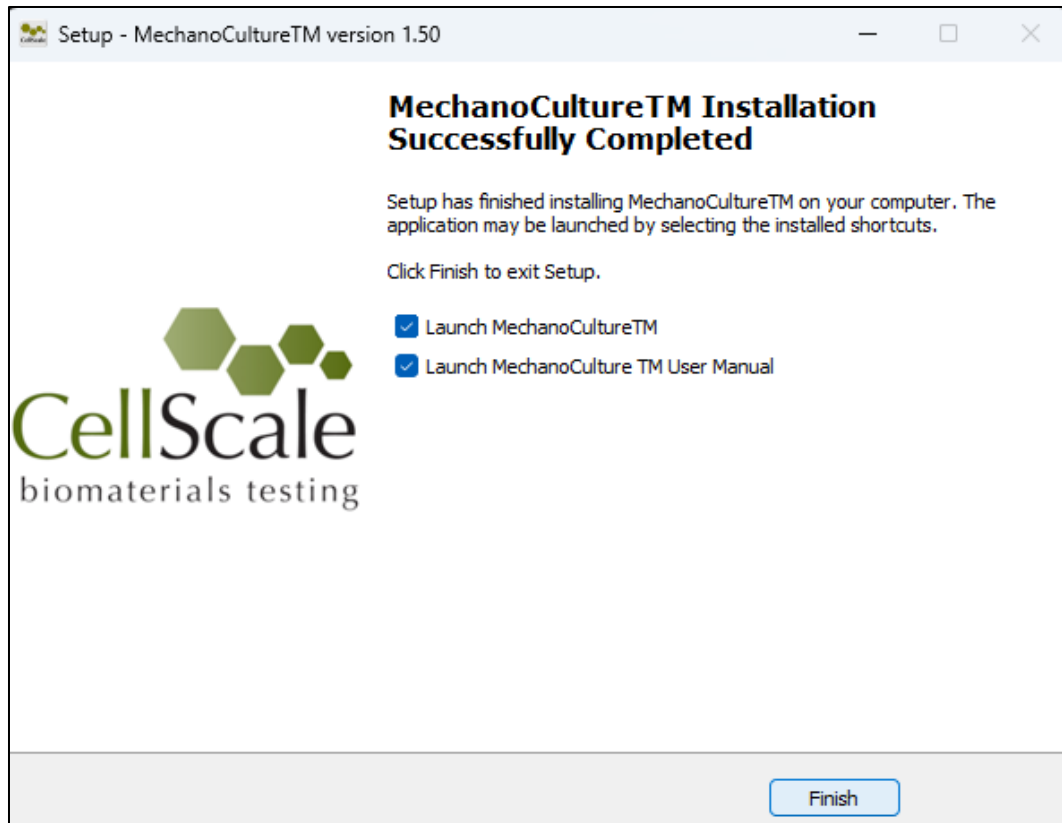 Setup - MechanoCultureTM version 1.50
MechanoCultureTM Installation
Successfully Completed
Setup has finished installing MechanoCultureTM on your computer. The
application may be launched by selecting the installed shortcuts.
Click Finish to exit Setup.
Launch MechanoCultureTM
Launch MechanoCulture TM User Manual
CellScale
biomaterials testing
Finish